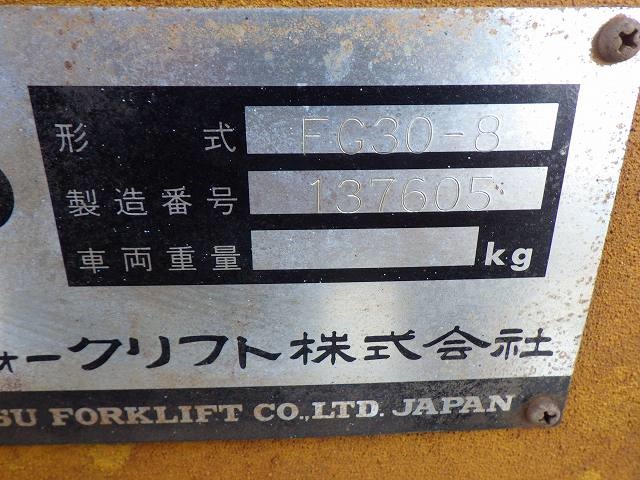 形 式 FG30-8
製造番号 137605
車両重量 kg
ォークリフト株式会社
SU FORKLIFT CO.,LTD. JAPAN